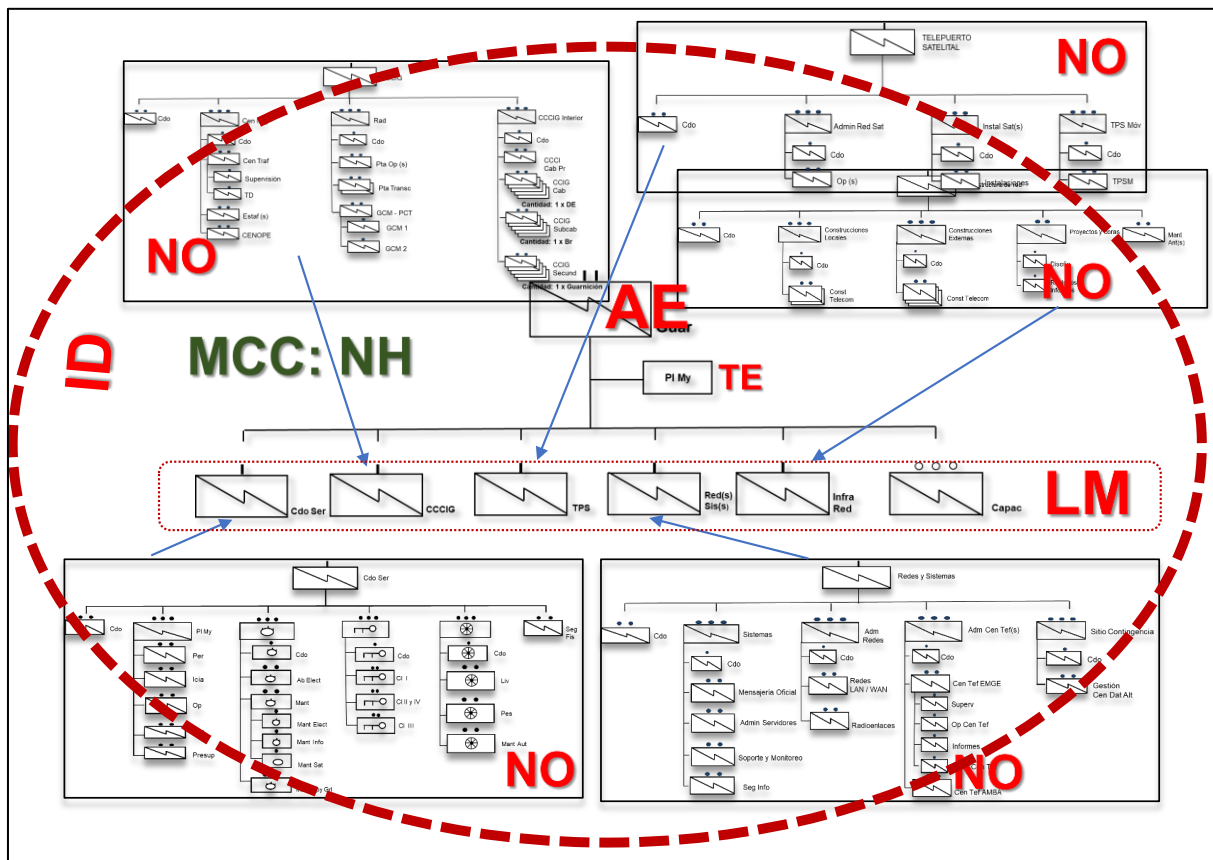 TELEPUERTO
SATELITAL
NO
Cdo
Cdo
Cen Traf
Supervisión
TD
Estaf (s)
CENOPE
NO
Rad
Cdo
Pta Op (s)
Pta Transc
GCM - PCT
GCM 1
GCM 2
CCCIG Interior
Cdo
CCCI
Cab Pr
CCIG
Cab
Cantidad: 1 x DE
CCIG
Subcab
Cantidad: 1 x Br
CCIG
Secund
Cantidad: 1 x Guarnición
Cdo
Admin Red Sat
Cdo
Op (s)
Instal Sat(s)
Cdo
Instalaciones
TPS Móv
Cdo
TPSM
Cdo
Construcciones
Locales
Cdo
Const
Telecom
Construcciones
Externas
Cdo
Const Telecom
Proyectos y
Mant
Ant(s)
NO
ID
MCC: NH
AE
Pl My
TE
Cdo Ser
CCCIG
TPS
Red(s)
Sis(s)
Infra
Red
Capac
LM
Cdo Ser
Cdo
Pl My
Per
Icia
Op
Presup
Cdo
Ab Elect
Mant
Mant Elect
Mant Info
Mant Sat
Cdo
Cl I
Cl II y IV
Cl III
Cdo
Liv
Pes
Mant Aut
Seg
Fis
NO
Redes y Sistemas
Cdo
Sistemas
Cdo
Mensajería Oficial
Admin Servidores
Soporte y Monitoreo
Seg Info
Adm
Redes
Cdo
Redes
LAN / WAN
Radioenlaces
Adm Cen Tef(s)
Cdo
Cen Tef EMGE
Superv
Op Cen Tef
Informes
Cen Tef AMBA
Sitio Contingencia
Cdo
Gestión
Cen Dat Alt
NO